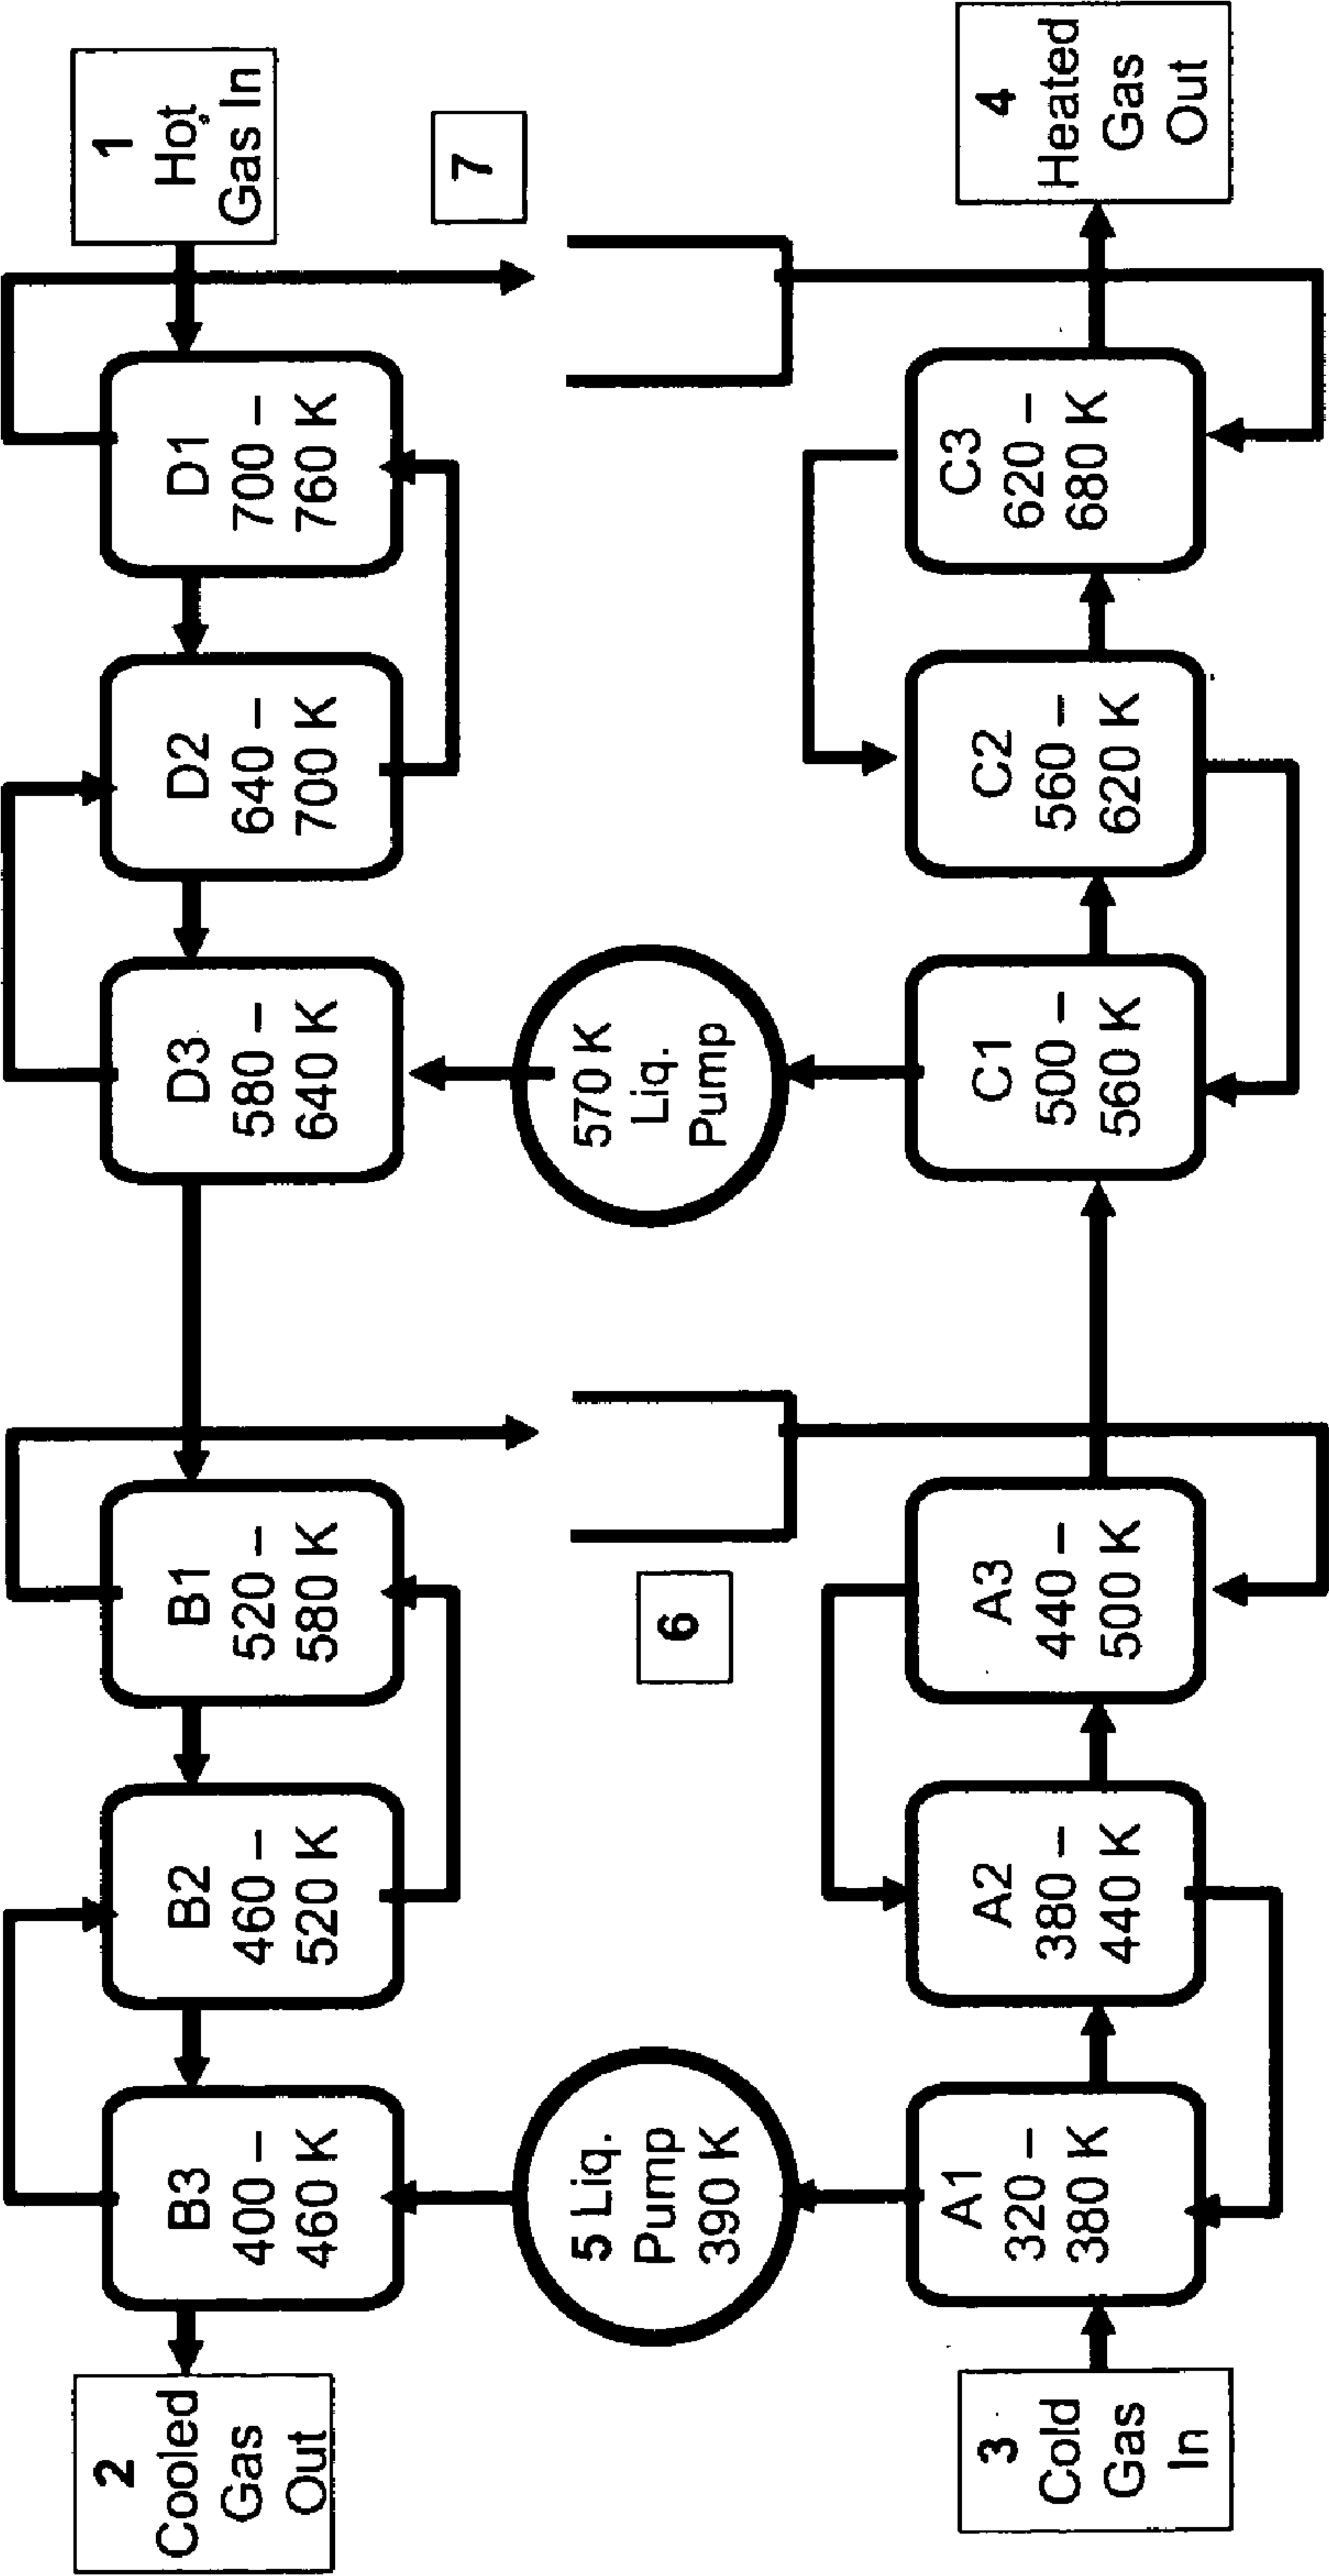 2
Cooled
Gas
Out
B3
400 –
460 K
B2
460 –
520 K
B1
520 –
580 K
D3
580 –
640 K
D2
640 –
700 K
D1
700 –
760 K
1
Hot
Gas In
5 Liq.
Pump
390 K
6
570 K
Liq.
Pump
7
3
Cold
Gas
In
A1
320 –
380 K
A2
380 –
440 K
A3
440 –
500 K
C1
500 –
560 K
C2
560 –
620 K
C3
620 –
680 K
4
Heated
Gas
Out